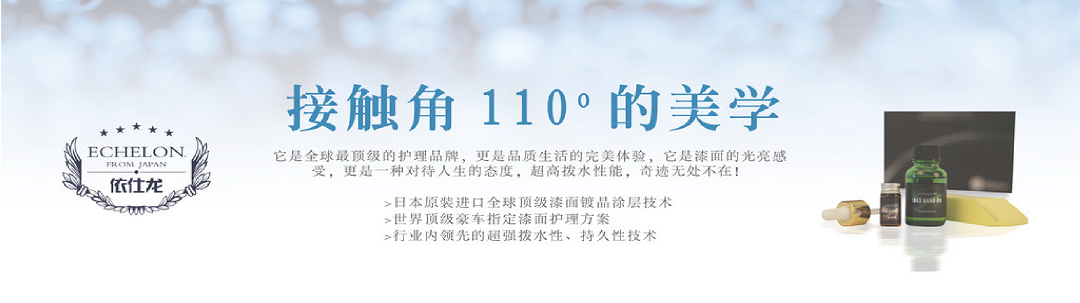 接触角110°的美学
ECHELON
FROM JAPAN
依仕龙
它是全球最顶级的护理品牌，更是品质生活的完美体验，它是漆面的光亮感
受，更是一种对待人生的态度，超高拨水性能，奇迹无处不在！
>日本原装进口全球顶级漆面镀晶涂层技术
>世界顶级豪车指定漆面护理方案
>行业内领先的超强拨水性、持久性技术